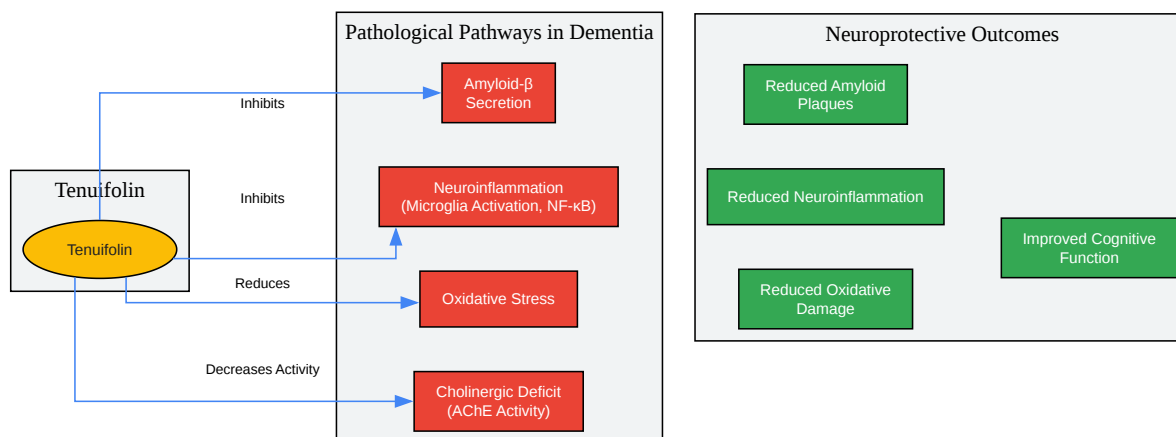 Tenuifolin
Tenuifolin
Inhibits
Inhibits
Reduces
Decreases Activity
Pathological Pathways in Dementia
Amyloid-β
Secretion
Neuroinflammation
(Microglia Activation, NF-κB)
Oxidative Stress
Cholinergic Deficit
(AChE Activity)
Neuroprotective Outcomes
Reduced Amyloid
Plaques
Reduced Neuroinflammation
Reduced Oxidative
Damage
Improved Cognitive
Function